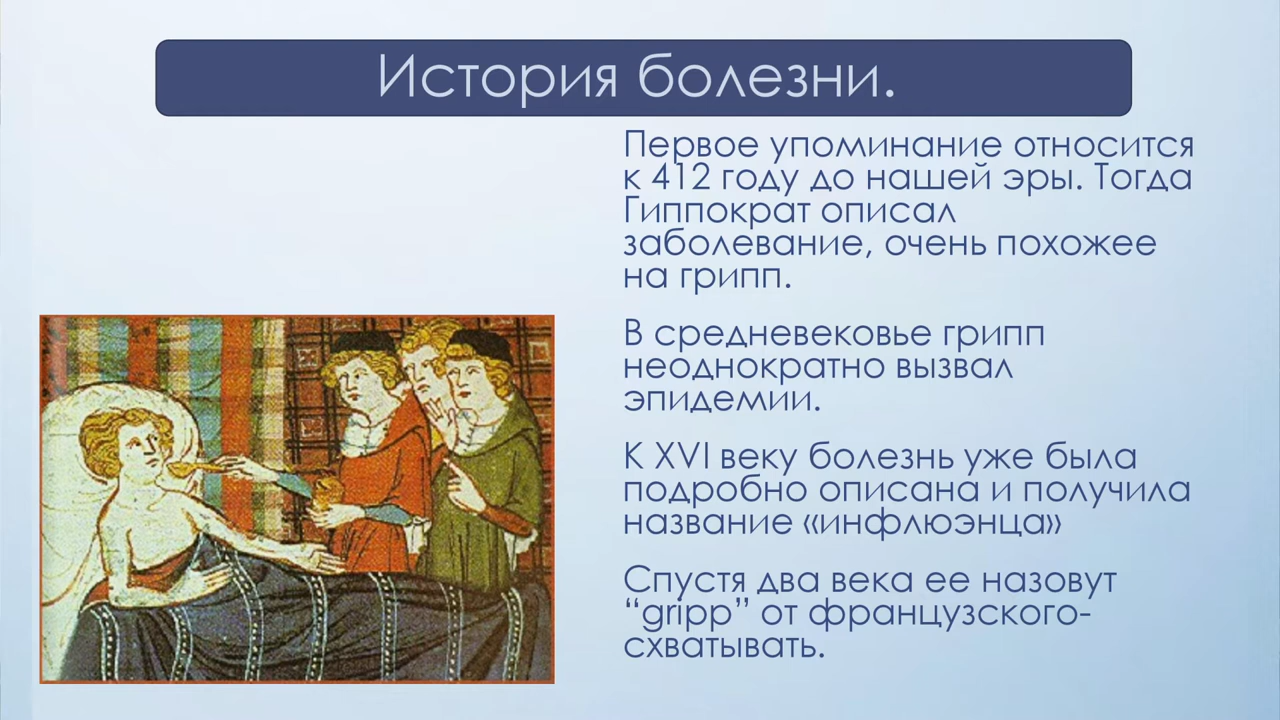 История болезни.
Первое упоминание относится
к 412 году до нашей эры. Тогда
Гиппократ описал
заболевание, очень похожее
на грипп.
В средневековье грипп
неоднократно вызвал
эпидемии.
К XVI веку болезнь уже была
подробно описана и получила
название «инфлюэнца»
Спустя два века ее назовут
“gripp” от французского-
схватывать.